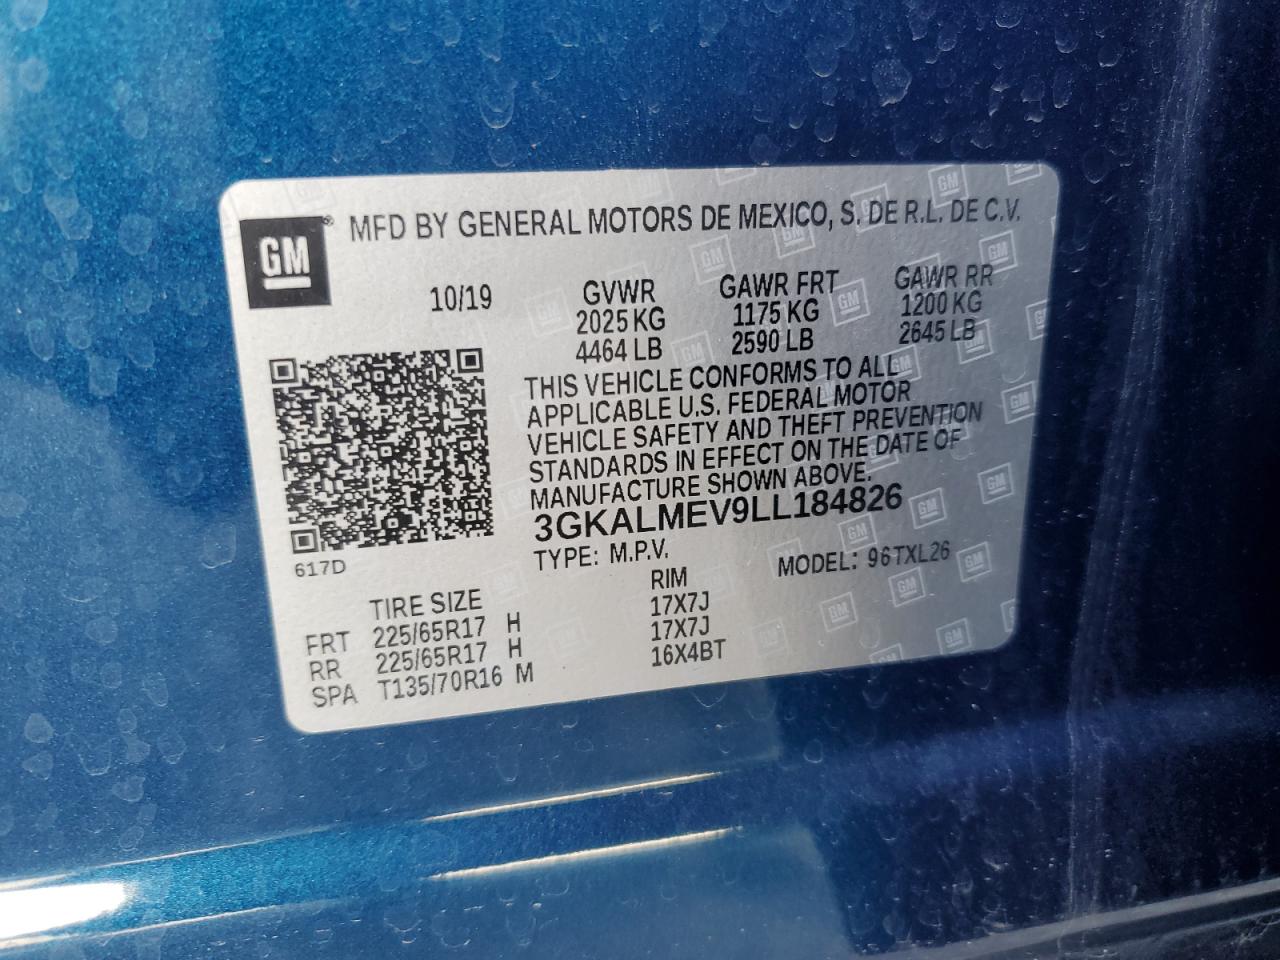 GM
MFD BY GENERAL MOTORS DE MEXICO, S. DE R.L. DE C.V.
10/19
GVWR GAWR FRT GAWR RR
2025 KG 1175 KG 1200 KG
4464 LB 2590 LB 2645 LB
THIS VEHICLE CONFORMS TO ALL
APPLICABLE U.S. FEDERAL MOTOR
VEHICLE SAFETY AND THEFT PREVENTION
STANDARDS IN EFFECT ON THE DATE OF
MANUFACTURE SHOWN ABOVE.
3GKALMEV9LL184826
617D
TYPE: M.P.V. MODEL: 96TXL26
TIRE SIZE RIM
FRT 225/65R17 H 17X7J
RR 225/65R17 H 17X7J
SPA T135/70R16 M 16X4BT